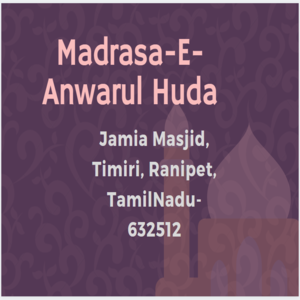 Madrasa-E-
Anwarul Huda
Jamia Masjid,
Timiri, Ranipet,
TamilNadu-
632512